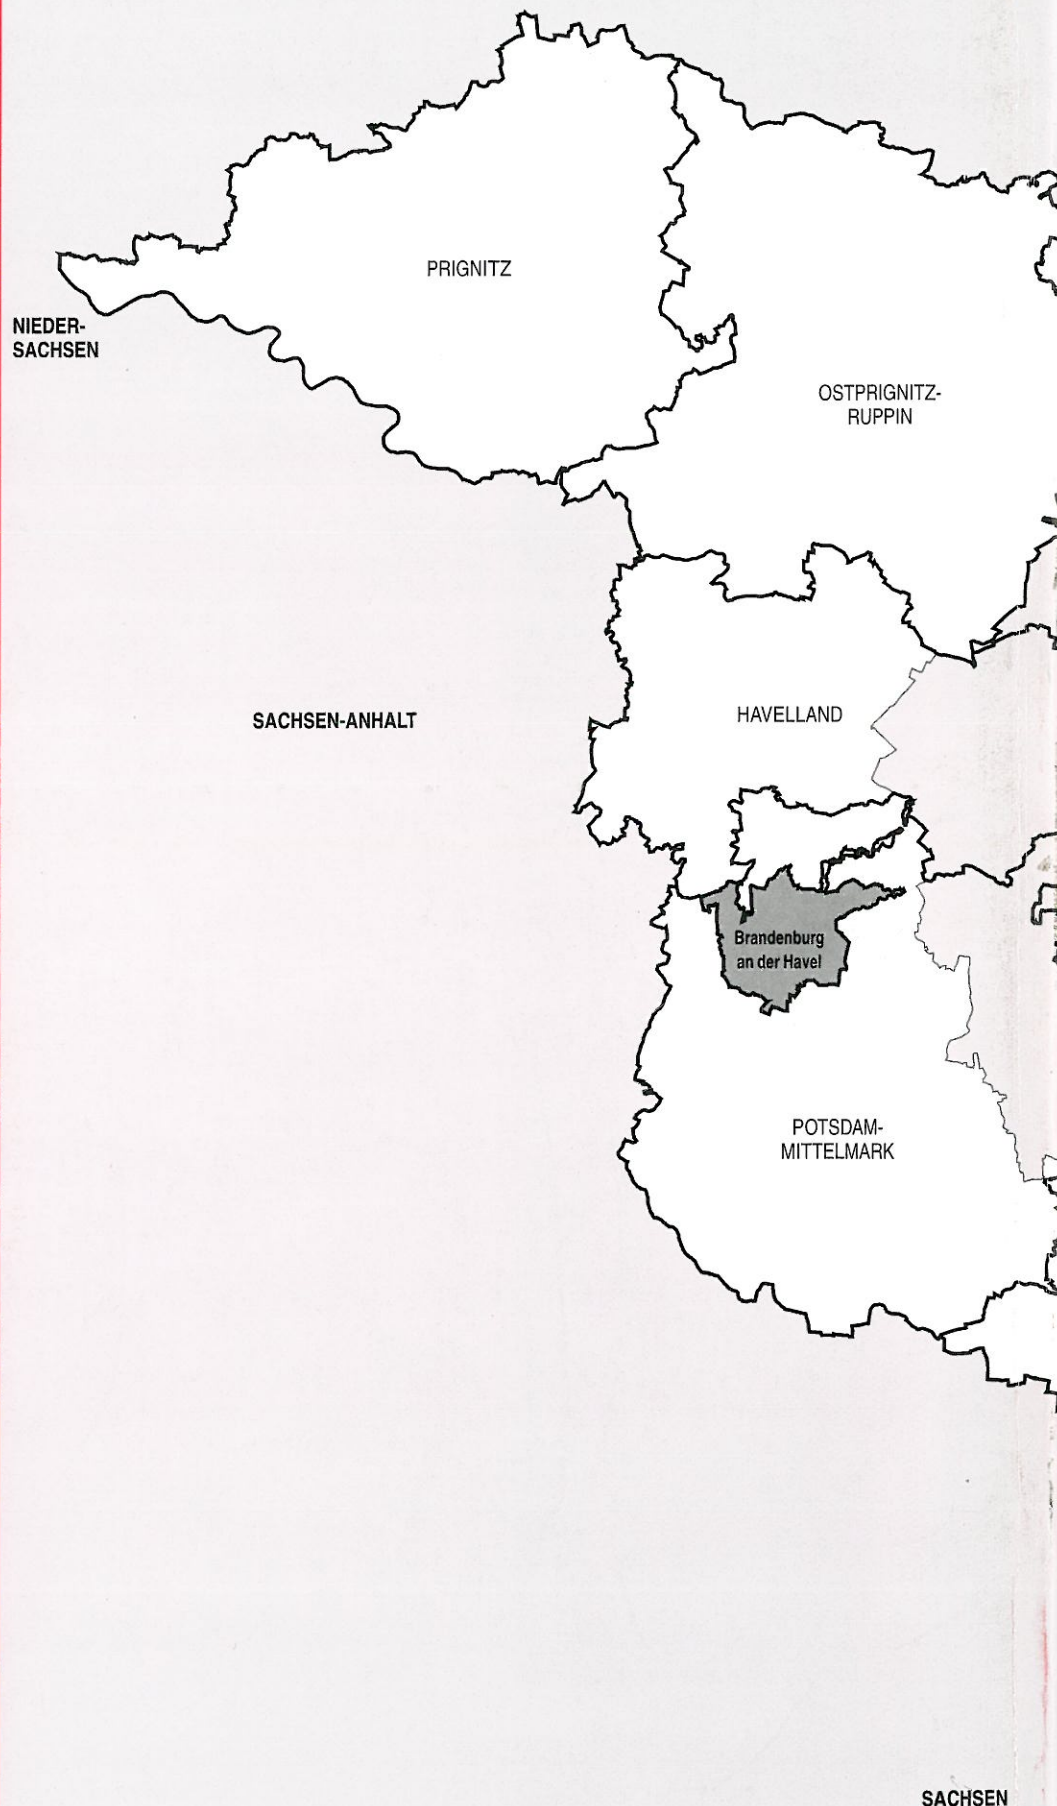 PRIGNITZ
NIEDER-
SACHSEN
OSTPRIGNITZ-
RUPPIN
SACHSEN-ANHALT
HAVELLAND
Brandenburg
an der Havel
POTSDAM-
MITTELMARK
SACHSEN